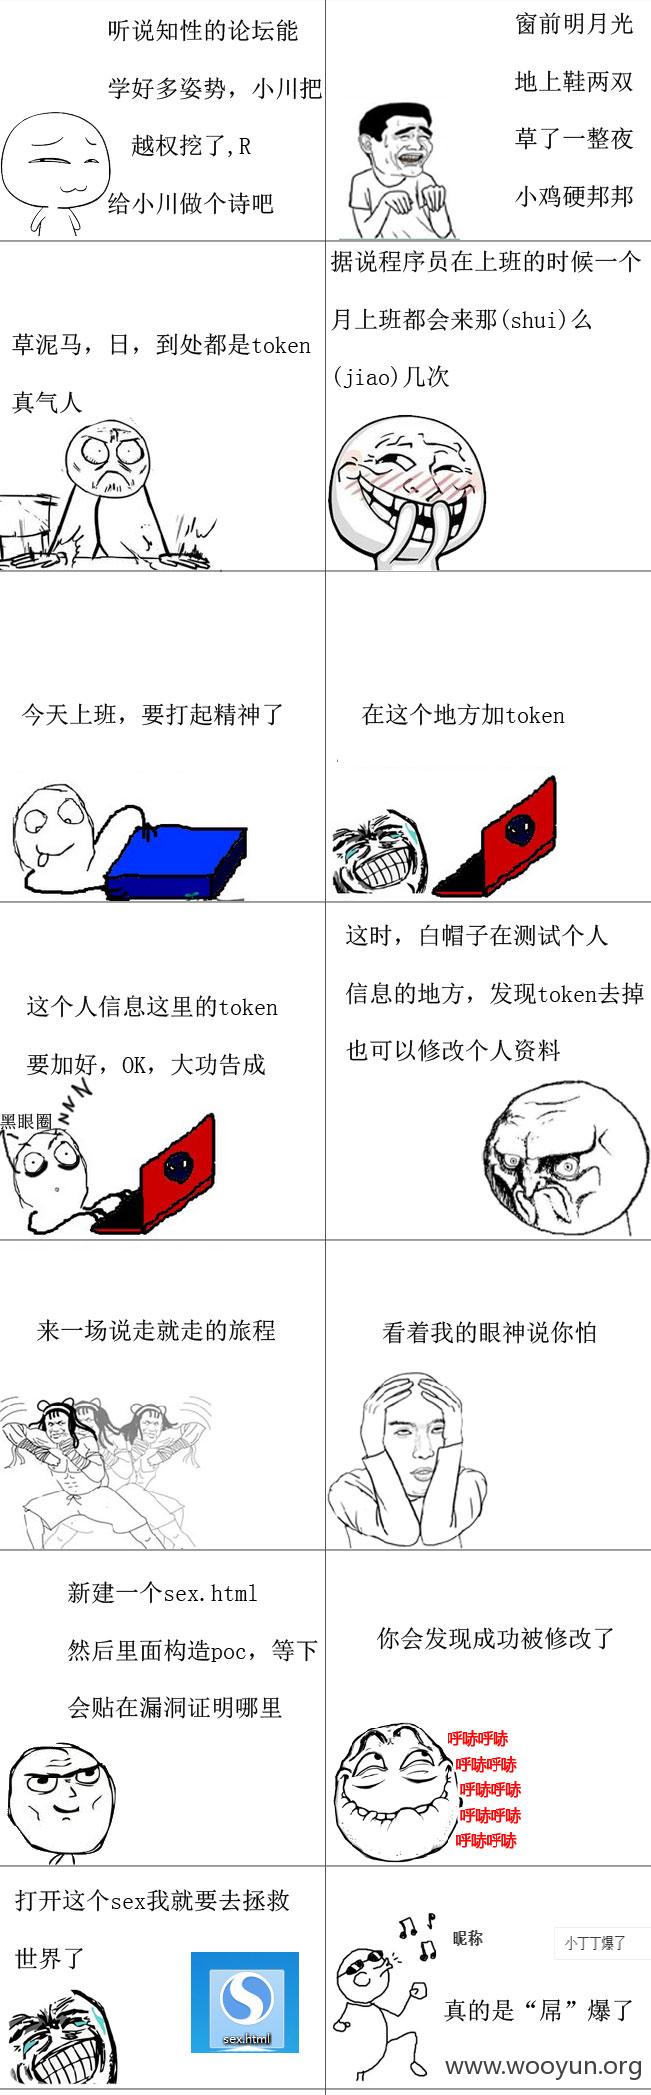 听说知性的论坛能
学好多姿势，小川把
越权挖了,R
给小川做个诗吧
窗前明月光
地上鞋两双
草了一整夜
小鸡硬邦邦
草泥马，日，到处都是token
真气人
据说程序员在上班的时候一个
月上班都会来那(shui)么
(jiao)几次
今天上班，要打起精神了
在这个地方加token
这个人信息这里的token
要加好，OK，大功告成
黑眼圈
zzzZ
这时，白帽子在测试个人
信息的地方，发现token去掉
也可以修改个人资料
来一场说走就走的旅程
看着我的眼神说你怕
新建一个sex.html
然后里面构造poc，等下
会贴在漏洞证明哪里
你会发现成功被修改了
呼哧呼哧
呼哧呼哧
呼哧呼哧
呼哧呼哧
呼哧呼哧
打开这个sex我就要去拯救
世界了
sex.html
昵称
小丁丁爆了
真的是“屌”爆了
www.wooyun.org